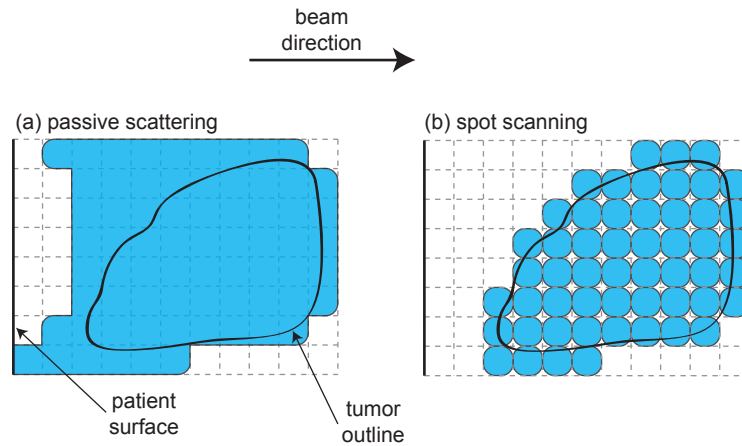 beam
direction
(a) passive scattering
(b) spot scanning
patient
surface
tumor
outline